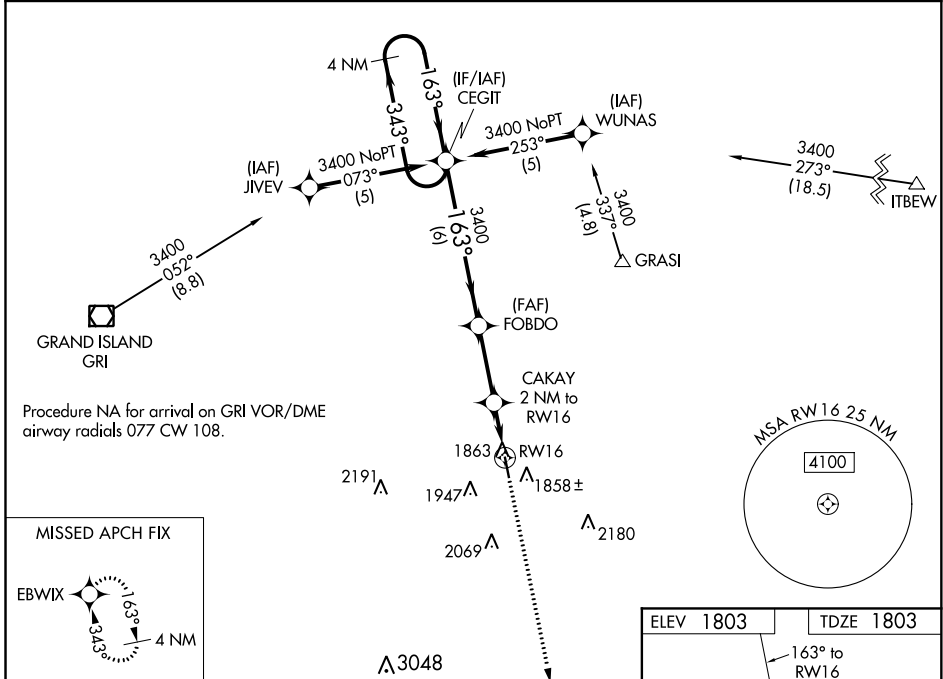 4 NM
163°
343°
(IF/IAF)
CEGIT
(IAF)
WUNAS
3400 NoPT
253°
(5)
3400
273°
(18.5)
ITBEW
(IAF)
JIVEV
3400 NoPT
073°
(5)
3400
337°
(4.8)
GRASI
3400
163°
(6)
3400
052°
(8.8)
GRAND ISLAND
GRI
(FAF)
FOBDO
CAKAY
2 NM to
RW16
Procedure NA for arrival on GRI VOR/DME
airway radials 077 CW 108.
1863
RW16
2191
1947
1858 ±
2069
2180
3048
MSA RW16 25 NM
4100
MISSED APCH FIX
EBWIX
163°
343°
4 NM
ELEV 1803
TDZE 1803
163° to
RW16